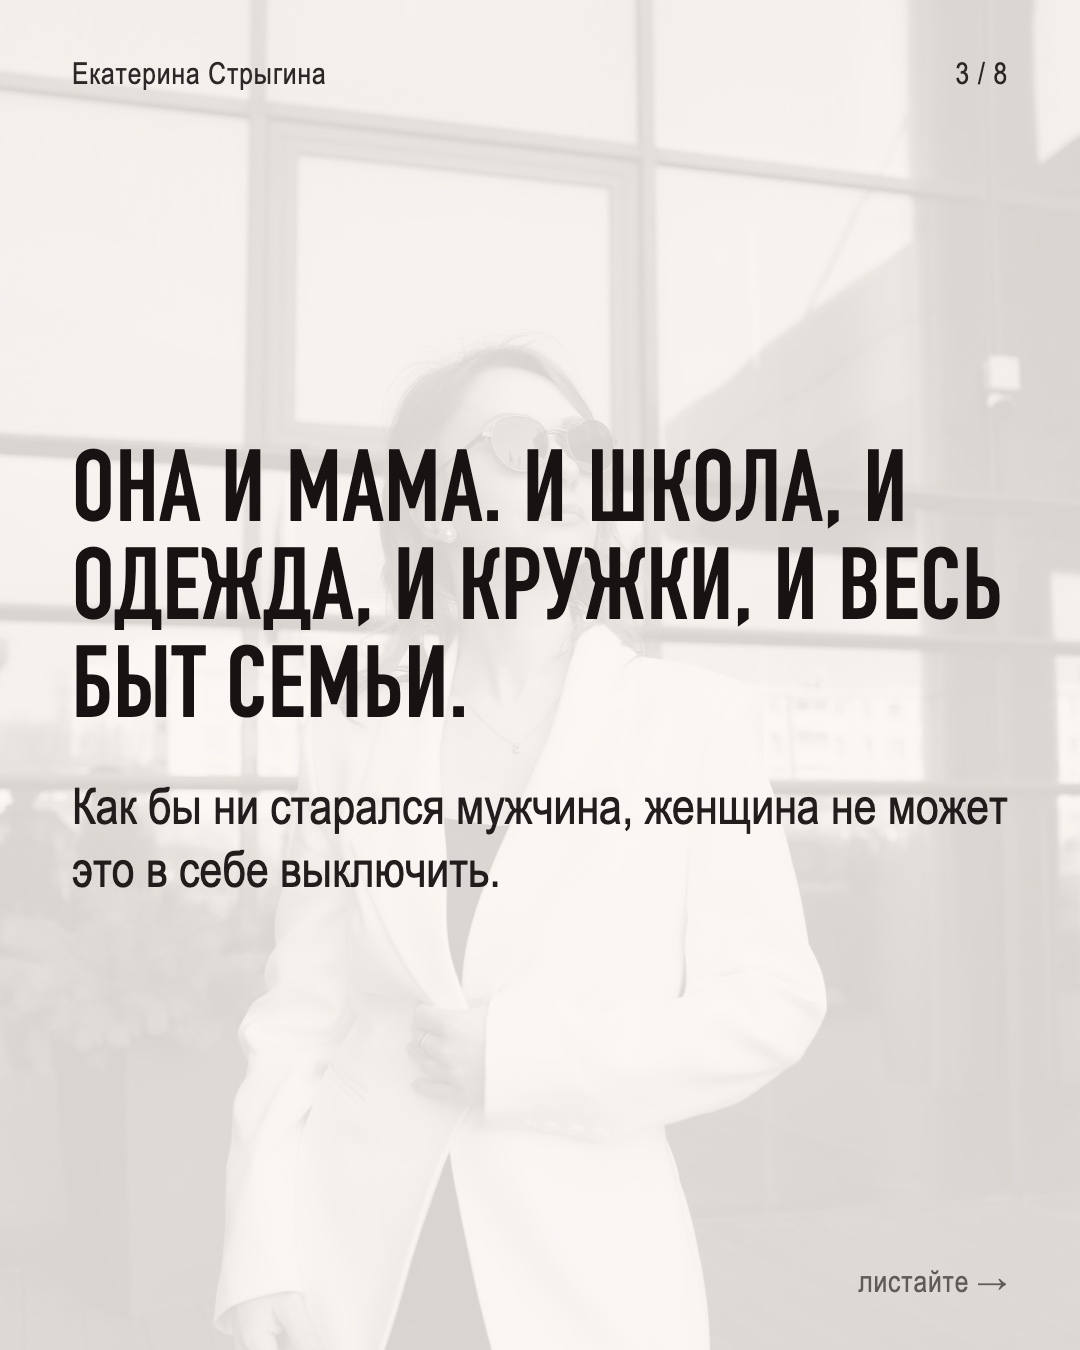 Екатерина Стрыгина
3 / 8
ОНА И МАМА. И ШКОЛА, И
ОДЕЖДА, И КРУЖКИ, И ВЕСЬ
БЫТ СЕМЬИ.
Как бы ни старался мужчина, женщина не может
это в себе выключить.
листайте →